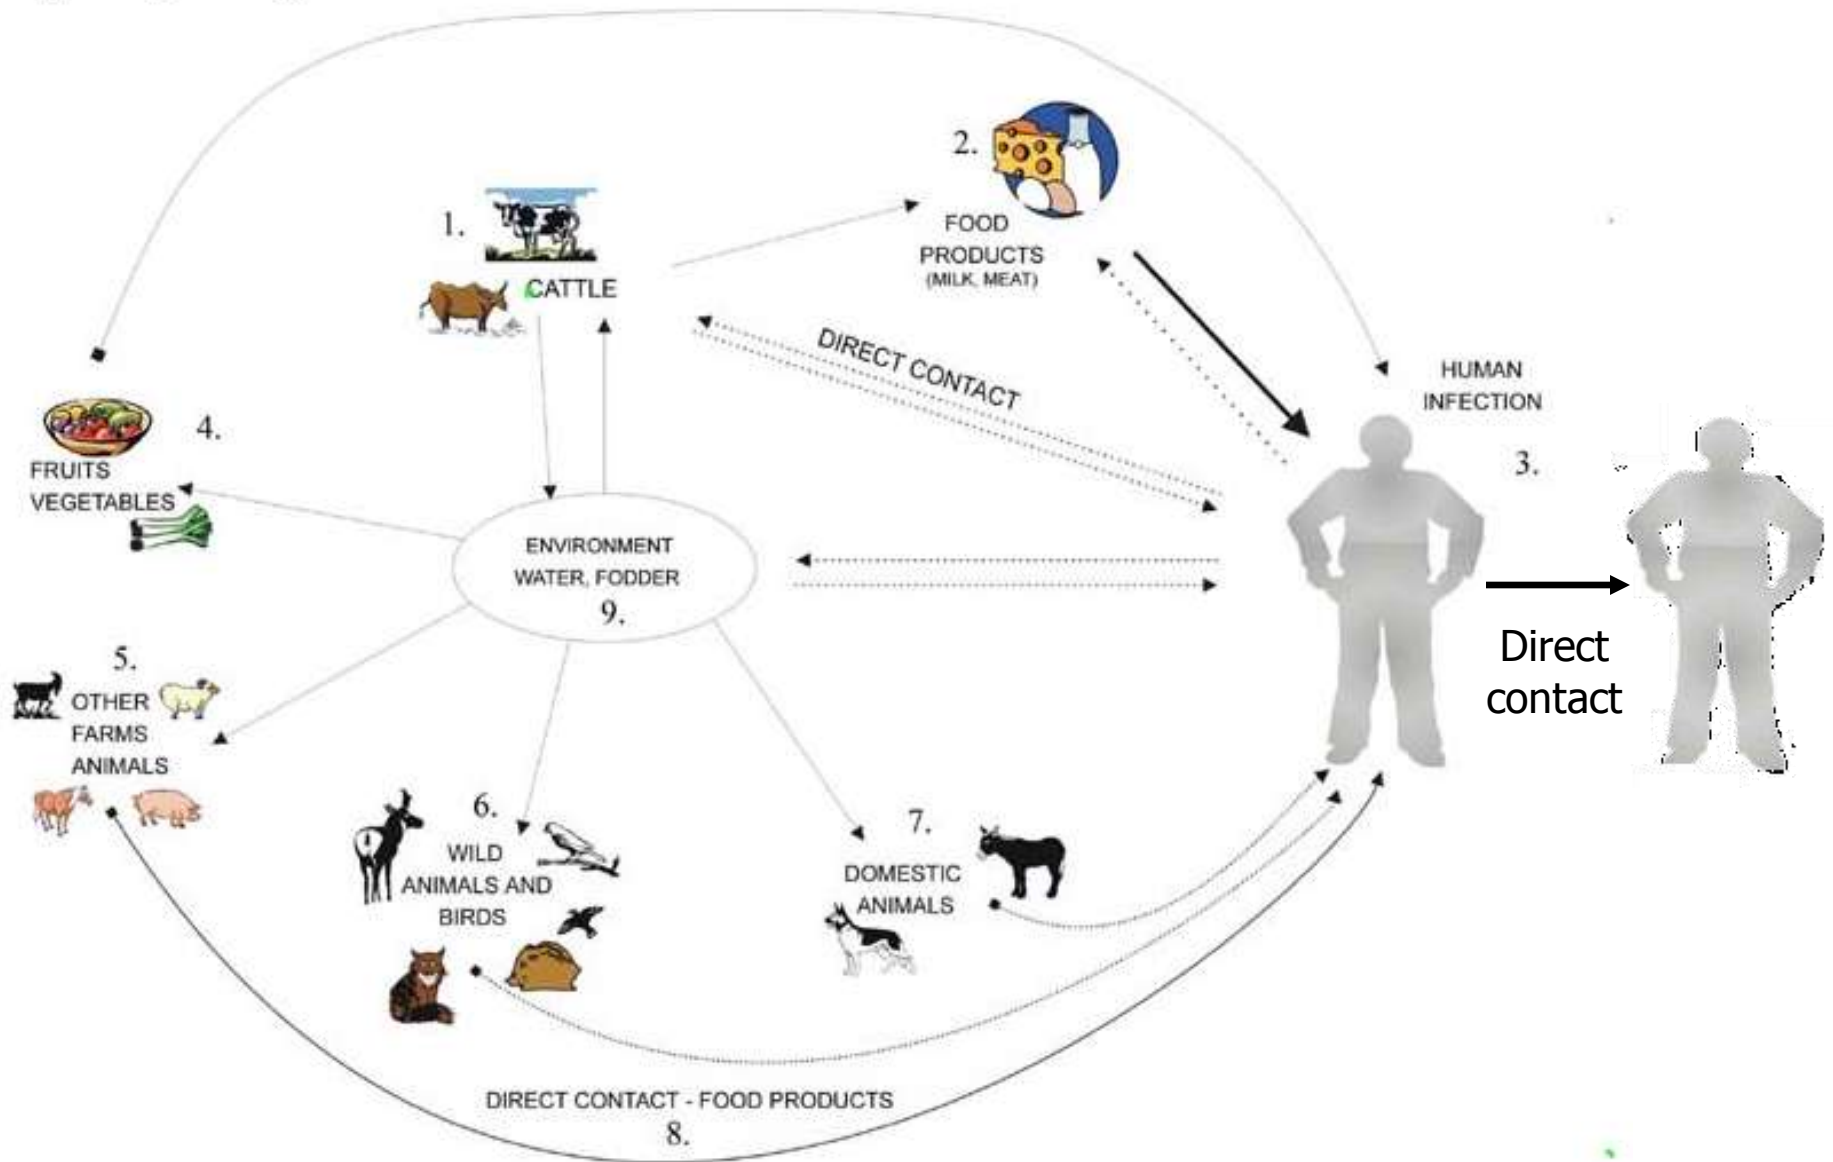 1.
CATTLE
2.
FOOD
PRODUCTS
(MILK, MEAT)
DIRECT CONTACT
HUMAN
INFECTION
3.
4.
FRUITS
VEGETABLES
ENVIRONMENT
WATER, FODDER
9.
Direct
contact
5.
OTHER
FARMS
ANIMALS
6.
WILD
ANIMALS AND
BIRDS
7.
DOMESTIC
ANIMALS
DIRECT CONTACT - FOOD PRODUCTS
8.